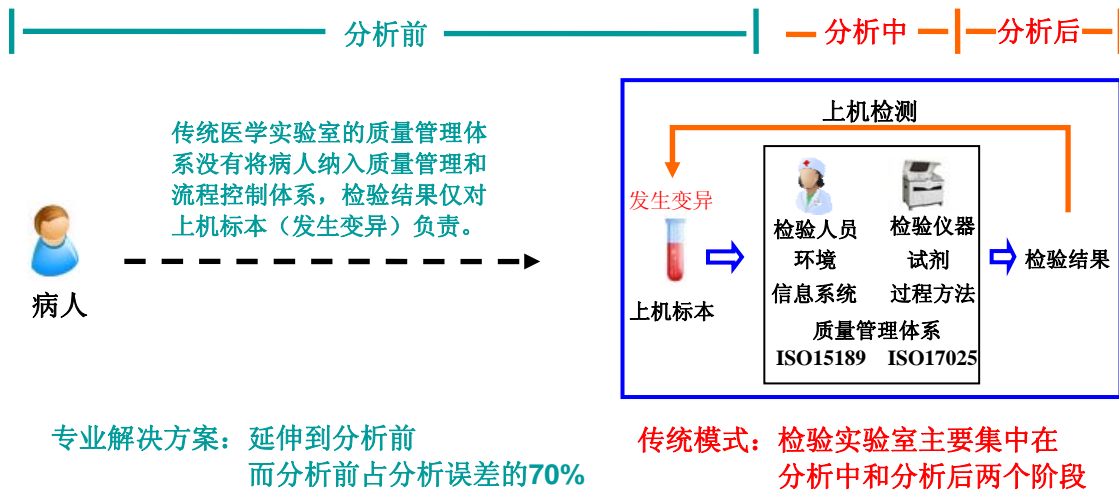 分析前
分析中
分析后
传统医学实验室的质量管理体
系没有将病人纳入质量管理和
流程控制体系，检验结果仅对
上机标本（发生变异）负责。
病人
上机检测
发生变异
上机标本
检验人员
检验仪器
环境
试剂
信息系统
过程方法
质量管理体系
ISO15189 ISO17025
检验结果
专业解决方案：延伸到分析前
而分析前占分析误差的70%
传统模式：检验实验室主要集中在
分析中和分析后两个阶段